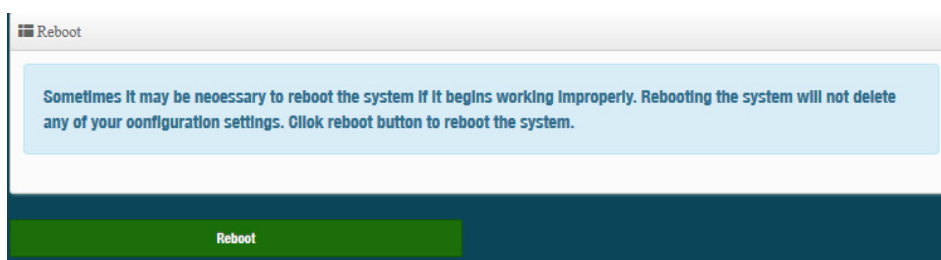 Reboot
Sometimes it may be necessary to reboot the system if it begins working improperly. Rebooting the system will not delete
any of your configuration settings. Click reboot button to reboot the system.
Reboot